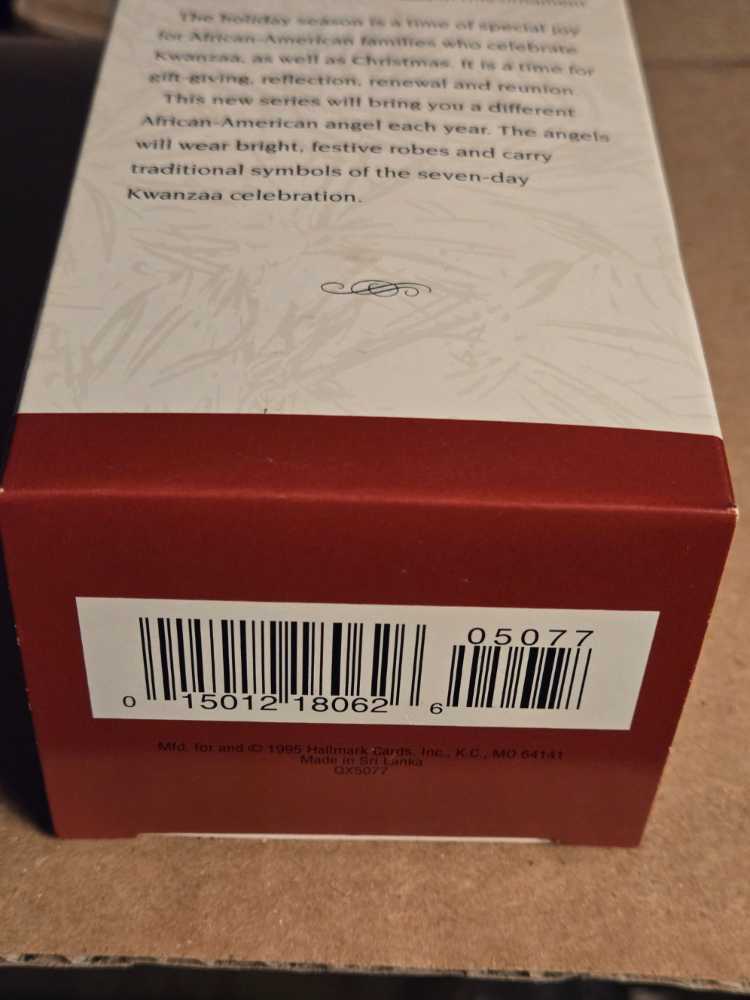 ornament
The holiday season is a time of special joy
for African-American families who celebrate
Kwanzaa, as well as Christmas. It is a time for
gift-giving, reflection, renewal and reunion.
This new series will bring you a different
African-American angel each year. The angels
will wear bright, festive robes and carry
traditional symbols of the seven-day
Kwanzaa celebration.
05077
0 15012 18062 6
Mfd. for and © 1995 Hallmark Cards, Inc., K.C., MO 64141
Made in Sri Lanka
QX5077